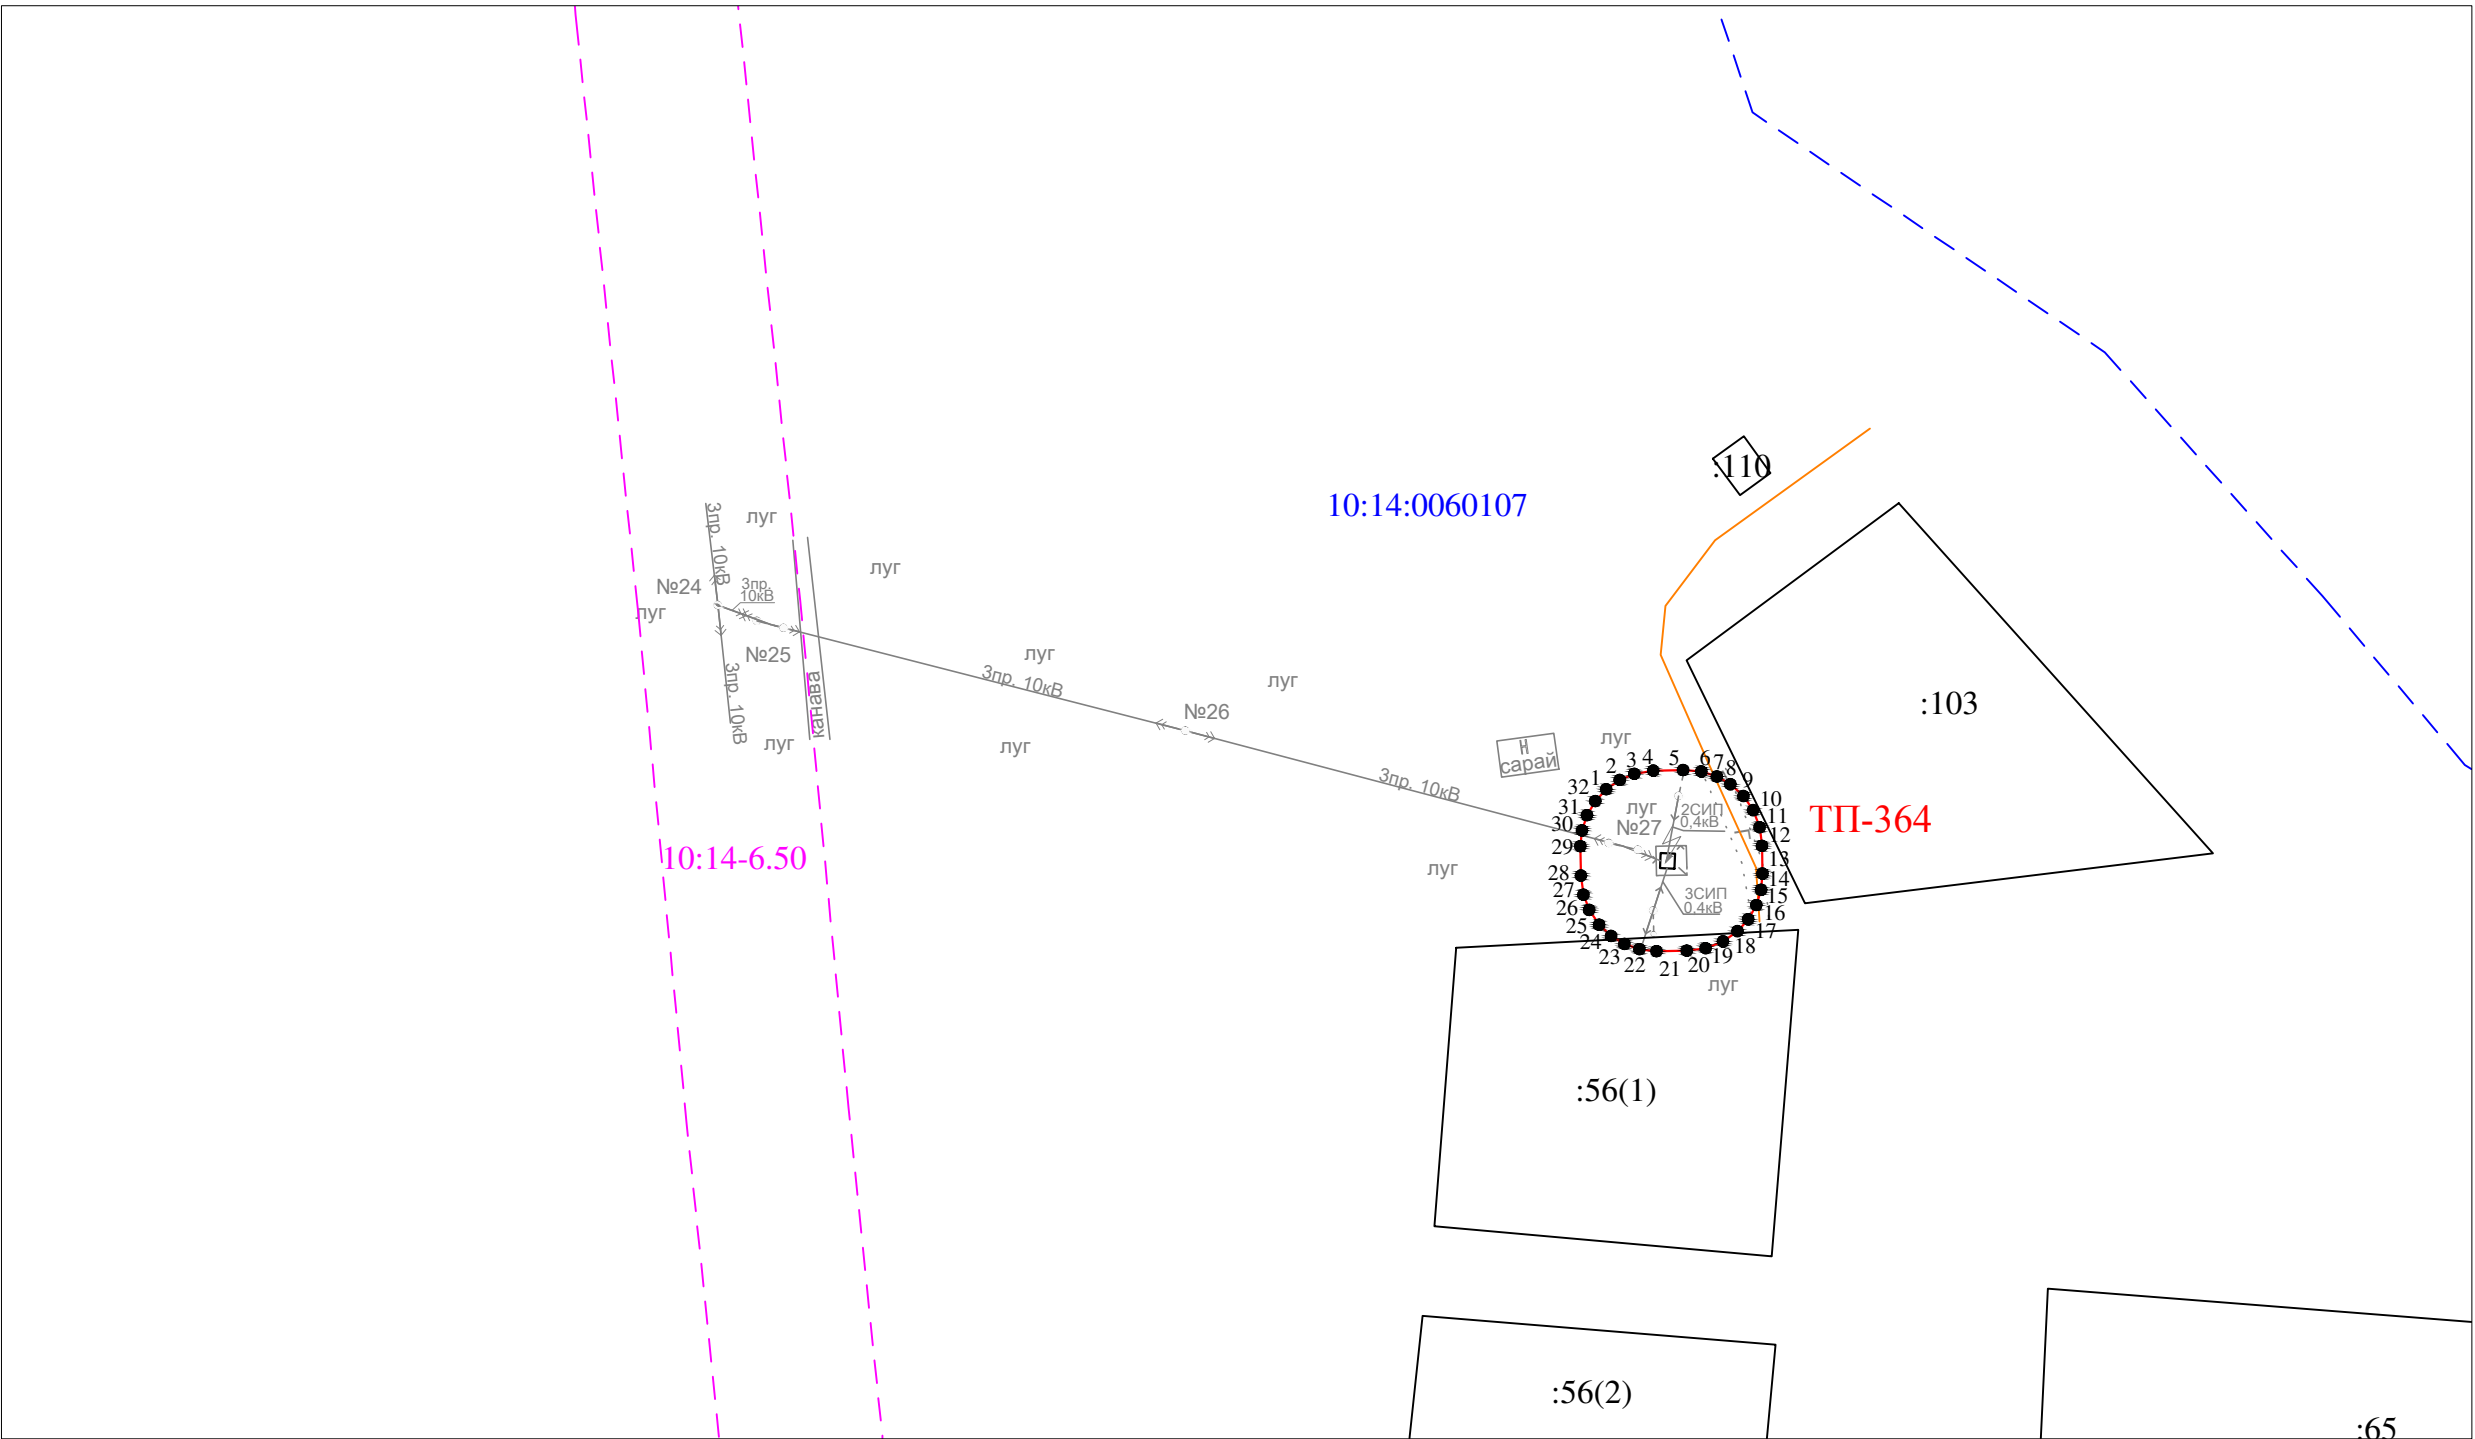 :110
10:14:0060107
3пр. 10кВ
луг
луг
№24
3пр.
10кВ
луг
№25
луг
3пр. 10кВ
канава
луг
3пр. 10кВ
луг
№26
луг
:103
Н
сарай
луг
3пр. 10кВ
1
2
3
4
5
6
7
8
9
10
11
12
13
14
15
16
17
18
19
20
21
22
23
24
25
26
27
28
29
30
31
32
луг
№27
2СИП
0,4кВ
ТП-364
10:14-6.50
луг
3СИП
0,4кВ
луг
:56(1)
:56(2)
:65